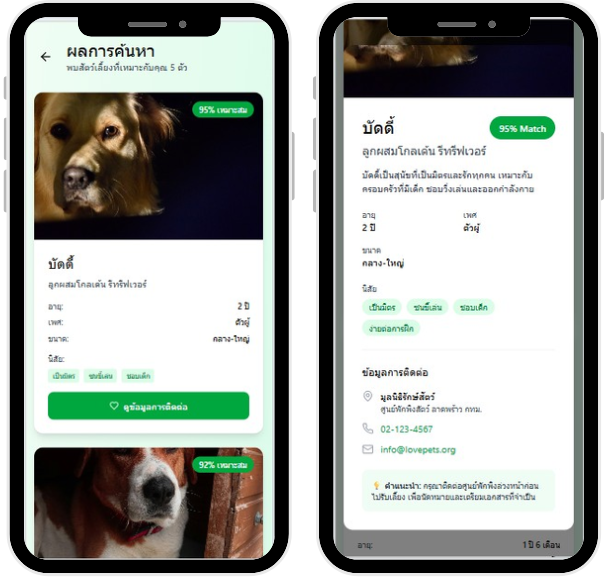 ผลการค้นหา
พบสัตว์เลี้ยงที่เหมาะกับคุณ 5 ตัว
95% เหมาะสม
บัดดี้
ลูกผสมโกลเด้น รีทรีฟเวอร์
อายุ: 2 ปี
เพศ: ตัวผู้
ขนาด: กลาง-ใหญ่
นิสัย:
เป็นมิตร ขนขี้เล่น ชอบเด็ก
ดูข้อมูลการติดต่อ
92% เหมาะสม
บัดดี้ 95% Match
ลูกผสมโกลเด้น รีทรีฟเวอร์
บัดดี้เป็นสุนัขที่เป็นมิตรและรักทุกคน เหมาะกับ
ครอบครัวที่มีเด็ก ชอบวิ่งเล่นและออกกำลังกาย
อายุ เพศ
2 ปี ตัวผู้
ขนาด
กลาง-ใหญ่
นิสัย
เป็นมิตร ขนขี้เล่น ชอบเด็ก
ง่ายต่อการฝึก
ข้อมูลการติดต่อ
มูลนิธิรักษ์สัตว์
ศูนย์พักพิงสัตว์ ลาดพร้าว กทม.
02-123-4567
info@lovepets.org
คำแนะนำ: กรุณาติดต่อศูนย์พักพิงล่วงหน้าก่อน
ไปรับเลี้ยง เพื่อนัดหมายและเตรียมเอกสารที่จำเป็น
อายุ: 1 ปี 6 เดือน